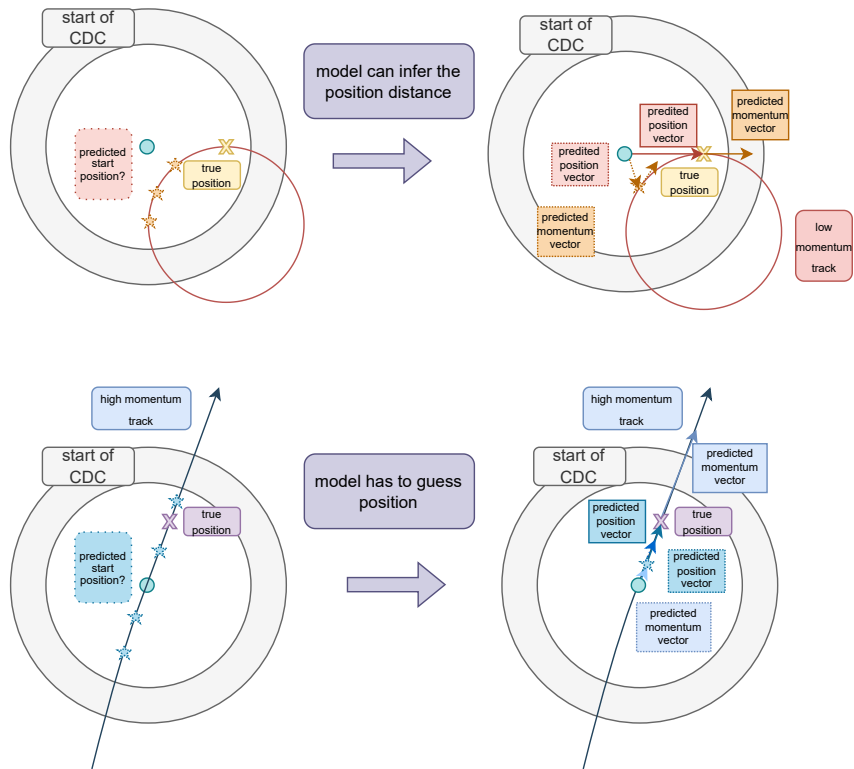 start of
CDC
model can infer the
position distance
predicted
start
position?
true
position
start of
CDC
predited
position
vector
predicted
momentum
vector
predited
position
vector
true
position
predicted
momentum
vector
low
momentum
track
high momentum
track
start of
CDC
model has to guess
position
true
position
predicted
start
position?
high momentum
track
start of
CDC
predicted
momentum
vector
predicted
position
vector
true
position
predicted
position
vector
predicted
momentum
vector